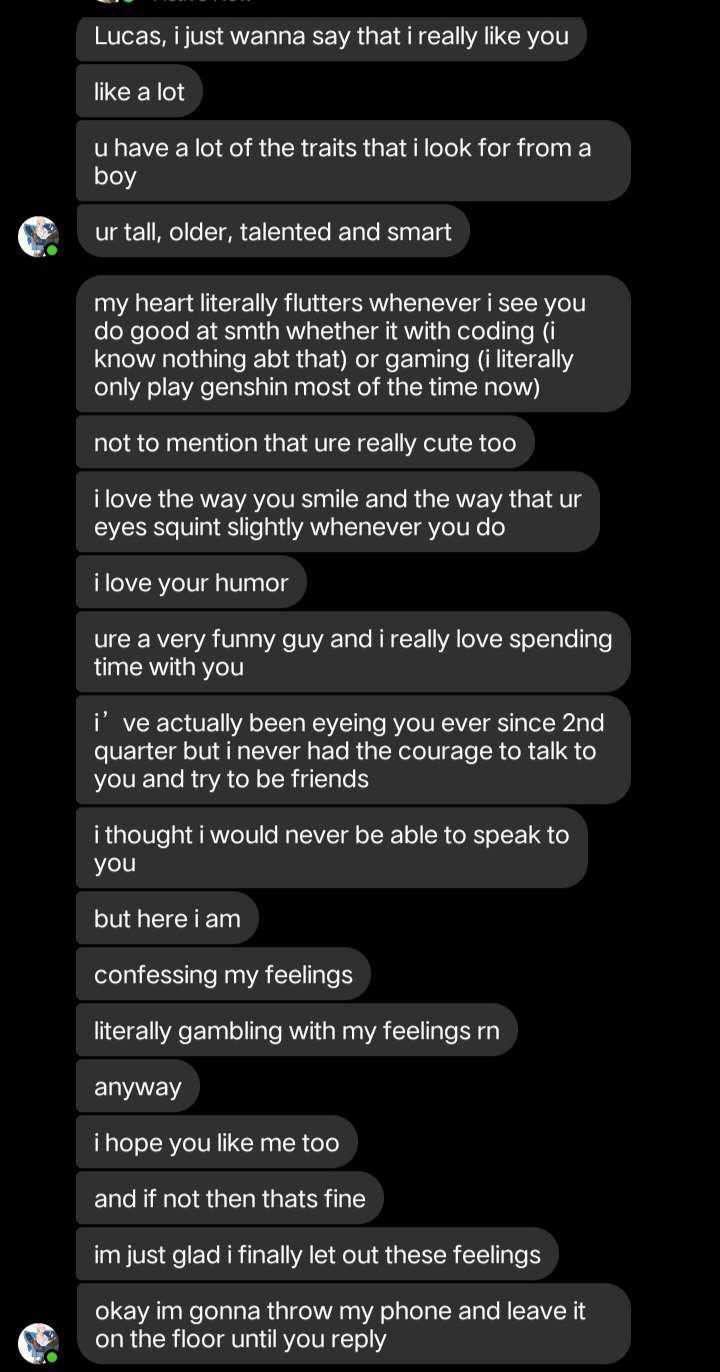 Lucas, i just wanna say that i really like you
like a lot
u have a lot of the traits that i look for from a
boy
ur tall, older, talented and smart
my heart literally flutters whenever i see you
do good at smth whether it with coding (i
know nothing abt that) or gaming (i literally
only play genshin most of the time now)
not to mention that ure really cute too
i love the way you smile and the way that ur
eyes squint slightly whenever you do
i love your humor
ure a very funny guy and i really love spending
time with you
i’ ve actually been eyeing you ever since 2nd
quarter but i never had the courage to talk to
you and try to be friends
i thought i would never be able to speak to
you
but here i am
confessing my feelings
literally gambling with my feelings rn
anyway
i hope you like me too
and if not then thats fine
im just glad i finally let out these feelings
okay im gonna throw my phone and leave it
on the floor until you reply